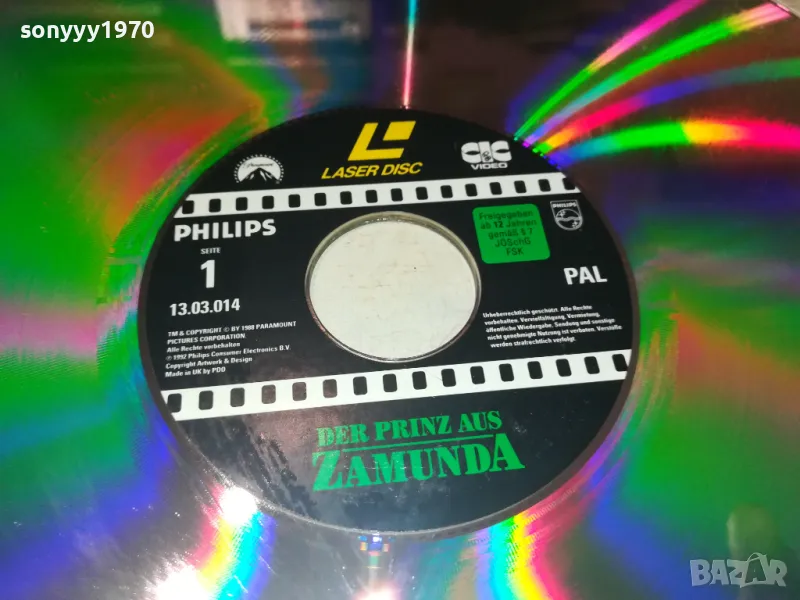 sonyyy1970
Paramount
LASER DISC
CIC
VIDEO
PHILIPS
SEITE
1
13.03.014
Freigegeben
ab 12 Jahren
gemäß § 7
JÖSchG
FSK
PHILIPS
PAL
TM & COPYRIGHT © BY 1988 PARAMOUNT
PICTURES CORPORATION.
Alle Rechte vorbehalten
℗ 1992 Philips Consumer Electronics B.V.
Copyright Artwork & Design
Made in UK by PDO
Urheberrechtlich geschützt. Alle Rechte
vorbehalten. Vervielfältigung, Vermietung,
öffentliche Wiedergabe, Sendung und sonstige
nicht genehmigte Nutzung ist verboten. Verstöße
werden strafrechtlich verfolgt.
DER PRINZ AUS
ZAMUNDA
BAZAR